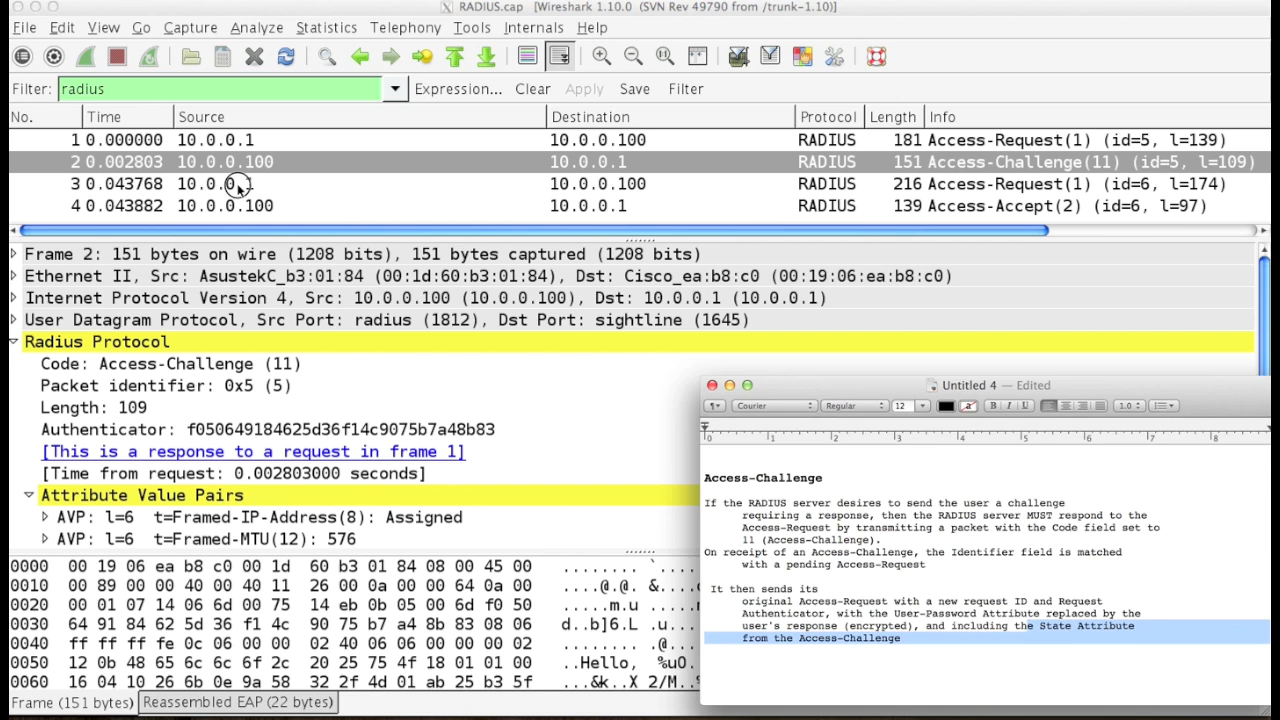 RADIUS.cap [Wireshark 1.10.0 (SVN Rev 49790 from /trunk-1.10)]
File Edit View Go Capture Analyze Statistics Telephony Tools Internals Help
Filter: radius Expression... Clear Apply Save Filter
No. Time Source Destination Protocol Length Info
1 0.000000 10.0.0.1 10.0.0.100 RADIUS 181 Access-Request(1) (id=5, l=139)
2 0.002803 10.0.0.100 10.0.0.1 RADIUS 151 Access-Challenge(11) (id=5, l=109)
3 0.043768 10.0.0.1 10.0.0.100 RADIUS 216 Access-Request(1) (id=6, l=174)
4 0.043882 10.0.0.100 10.0.0.1 RADIUS 139 Access-Accept(2) (id=6, l=97)
Frame 2: 151 bytes on wire (1208 bits), 151 bytes captured (1208 bits)
Ethernet II, Src: AsustekC_b3:01:84 (00:1d:60:b3:01:84), Dst: Cisco_ea:b8:c0 (00:19:06:ea:b8:c0)
Internet Protocol Version 4, Src: 10.0.0.100 (10.0.0.100), Dst: 10.0.0.1 (10.0.0.1)
User Datagram Protocol, Src Port: radius (1812), Dst Port: sightline (1645)
Radius Protocol
Code: Access-Challenge (11)
Packet identifier: 0x5 (5)
Length: 109
Authenticator: f050649184625d36f14c9075b7a48b83
[This is a response to a request in frame 1]
[Time from request: 0.002803000 seconds]
Attribute Value Pairs
AVP: l=6 t=Framed-IP-Address(8): Assigned
AVP: l=6 t=Framed-MTU(12): 576
0000 00 19 06 ea b8 c0 00 1d 60 b3 01 84 08 00 45 00 ........ `.....E.
0010 00 89 00 00 40 00 40 11 26 00 0a 00 00 64 0a 00 ....@.@. &....d..
0020 00 01 07 14 06 6d 00 75 14 eb 0b 05 00 6d f0 50 .....m.u .....m.P
0030 64 91 84 62 5d 36 f1 4c 90 75 b7 a4 8b 83 08 06 d..b]6.L .u......
0040 ff ff ff fe 0c 06 00 00 02 40 06 06 00 00 00 02 ........ .@......
0050 12 0b 48 65 6c 6c 6f 2c 20 25 75 4f 18 01 01 00 ..Hello, %uO.
0060 16 04 10 26 6b 0e 9a 58 32 2f 4d 01 ab 25 b3 5f ...&k..X 2/M..%
Frame (151 bytes) Reassembled EAP (22 bytes)
Untitled 4 — Edited
Courier Regular 12 a B I U 1.0
0 1 2 3 4 5 6 7 8
Access-Challenge
If the RADIUS server desires to send the user a challenge
requiring a response, then the RADIUS server MUST respond to the
Access-Request by transmitting a packet with the Code field set to
11 (Access-Challenge).
On receipt of an Access-Challenge, the Identifier field is matched
with a pending Access-Request
It then sends its
original Access-Request with a new request ID and Request
Authenticator, with the User-Password Attribute replaced by the
user's response (encrypted), and including the State Attribute
from the Access-Challenge